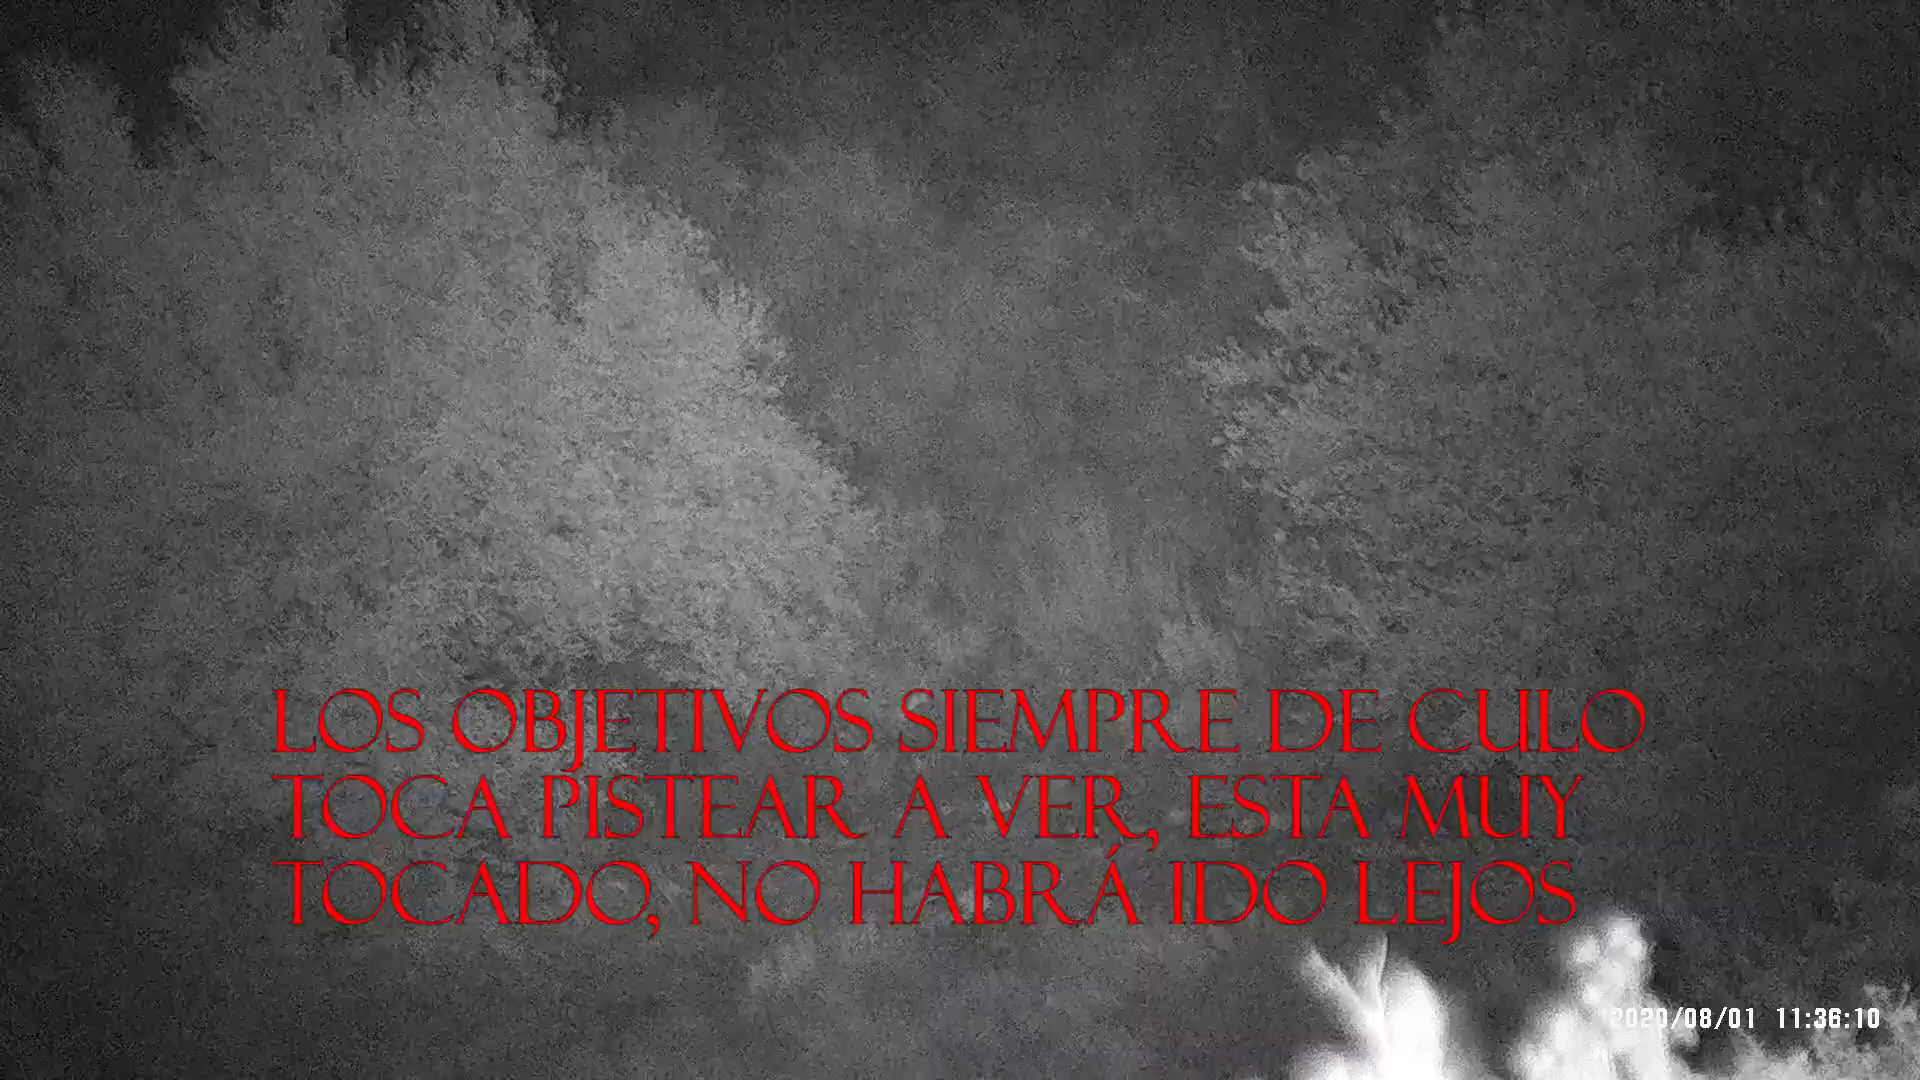 LOS OBJETIVOS SIEMPRE DE CULO
TOCA PISTEAR A VER, ESTA MUY
TOCADO, NO HABRÁ IDO LEJOS
2020/08/01 11:36:10